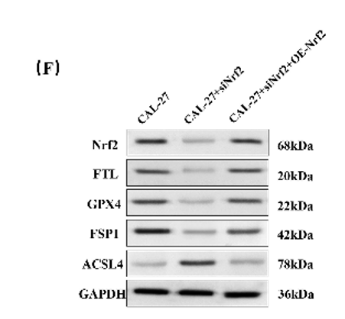 (F)
CAL-27
CAL-27+siNrf2
CAL-27+siNrf2+OE-Nrf2
Nrf2 68kDa
FTL 20kDa
GPX4 22kDa
FSP1 42kDa
ACSL4 78kDa
GAPDH 36kDa